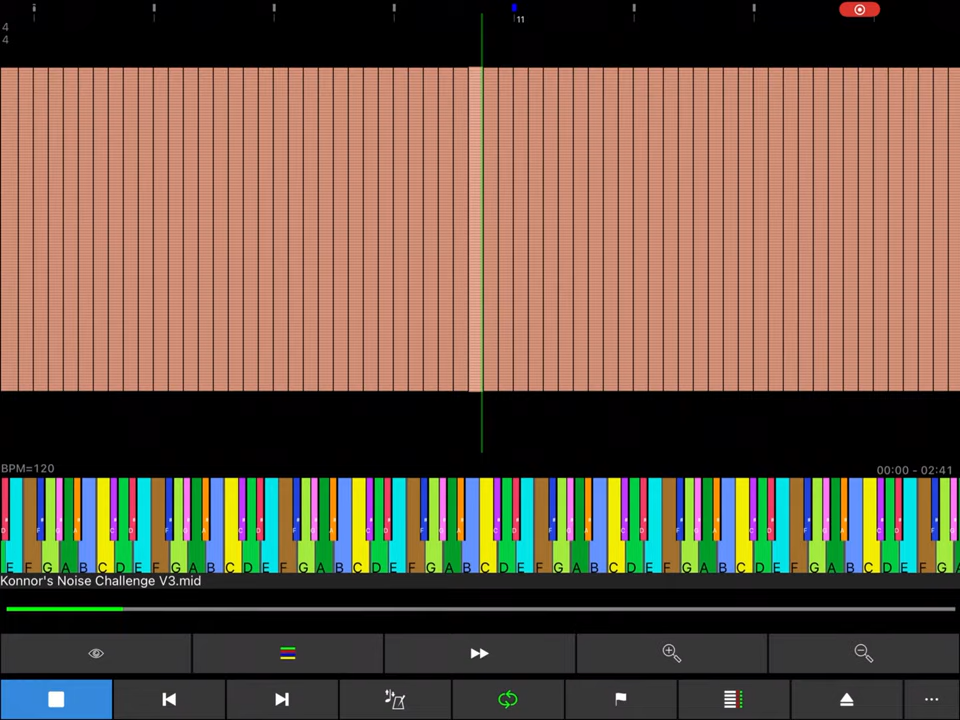 11
4
4
BPM=120
00:00 - 02:41
E F G A B C D E F G A B C D E F G A B C D E F G A B C D E F G A B C D E F G A B C D E F G A B C D E F G A
Konnor's Noise Challenge V3.mid